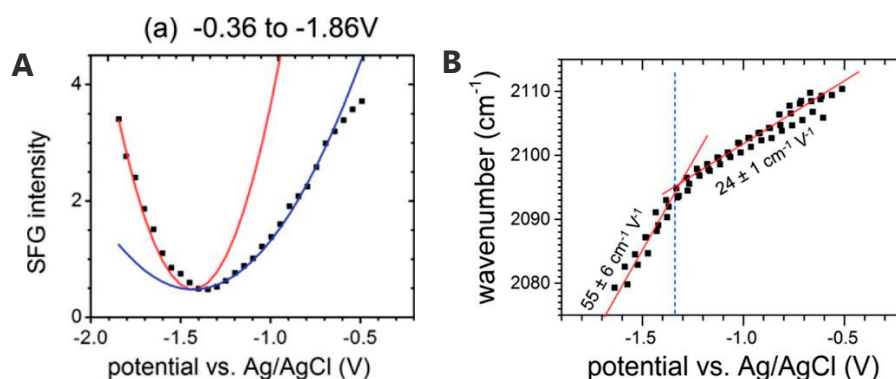 (a) -0.36 to -1.86V
A
SFG intensity
4
2
0
-2.0 -1.5 -1.0 -0.5
potential vs. Ag/AgCl (V)
B
wavenumber (cm⁻¹)
2110
2100
2090
2080
55 ± 6 cm⁻¹ V⁻¹
24 ± 1 cm⁻¹ V⁻¹
-1.5 -1.0 -0.5
potential vs. Ag/AgCl (V)